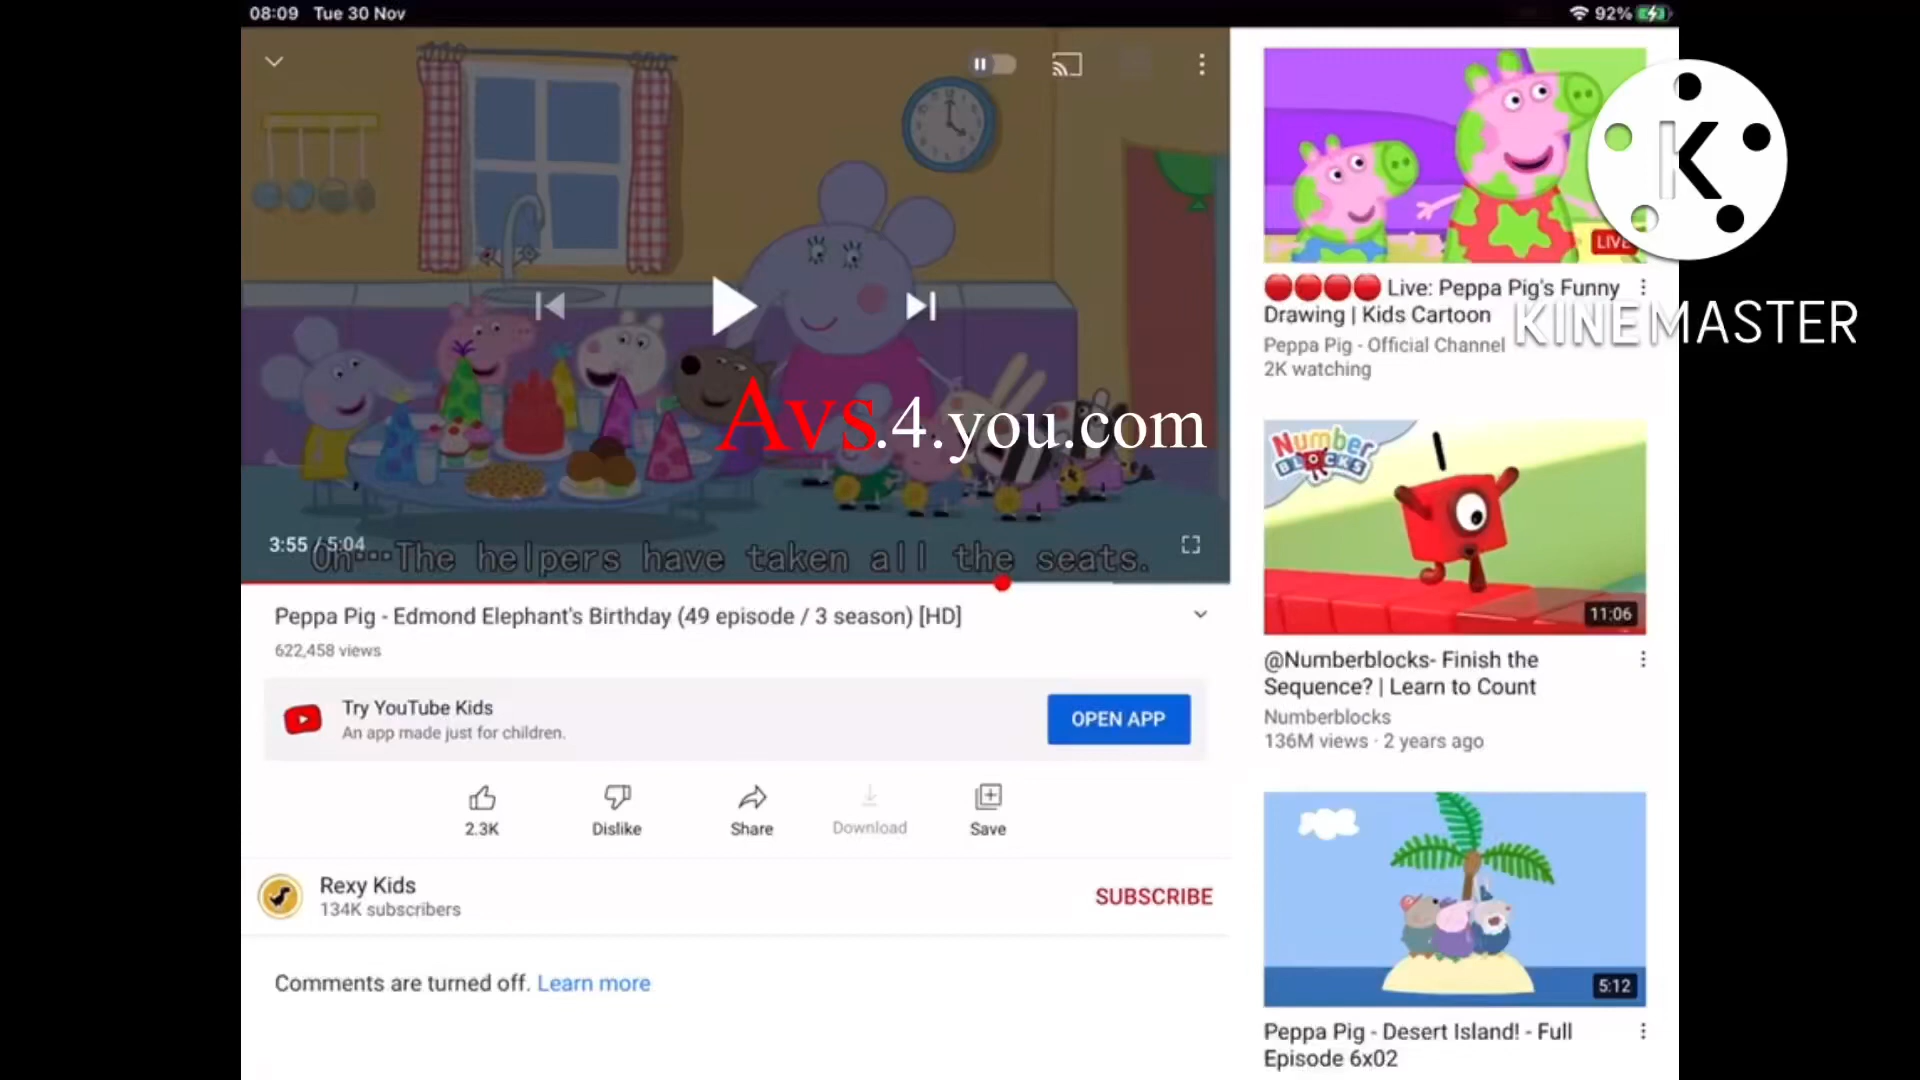 08:09 Tue 30 Nov
92%
3:55 / 5:04
Oh...The helpers have taken all the seats.
Avs.4.you.com
Peppa Pig - Edmond Elephant's Birthday (49 episode / 3 season) [HD]
622,458 views
Try YouTube Kids
An app made just for children.
OPEN APP
2.3K
Dislike
Share
Download
Save
Rexy Kids
134K subscribers
SUBSCRIBE
Comments are turned off. Learn more
LIVE
🔴🔴🔴🔴 Live: Peppa Pig's Funny
Drawing | Kids Cartoon
Peppa Pig - Official Channel
2K watching
K
KINEMASTER
Number
BLOCKS
11:06
@Numberblocks- Finish the
Sequence? | Learn to Count
Numberblocks
136M views · 2 years ago
5:12
Peppa Pig - Desert Island! - Full
Episode 6x02